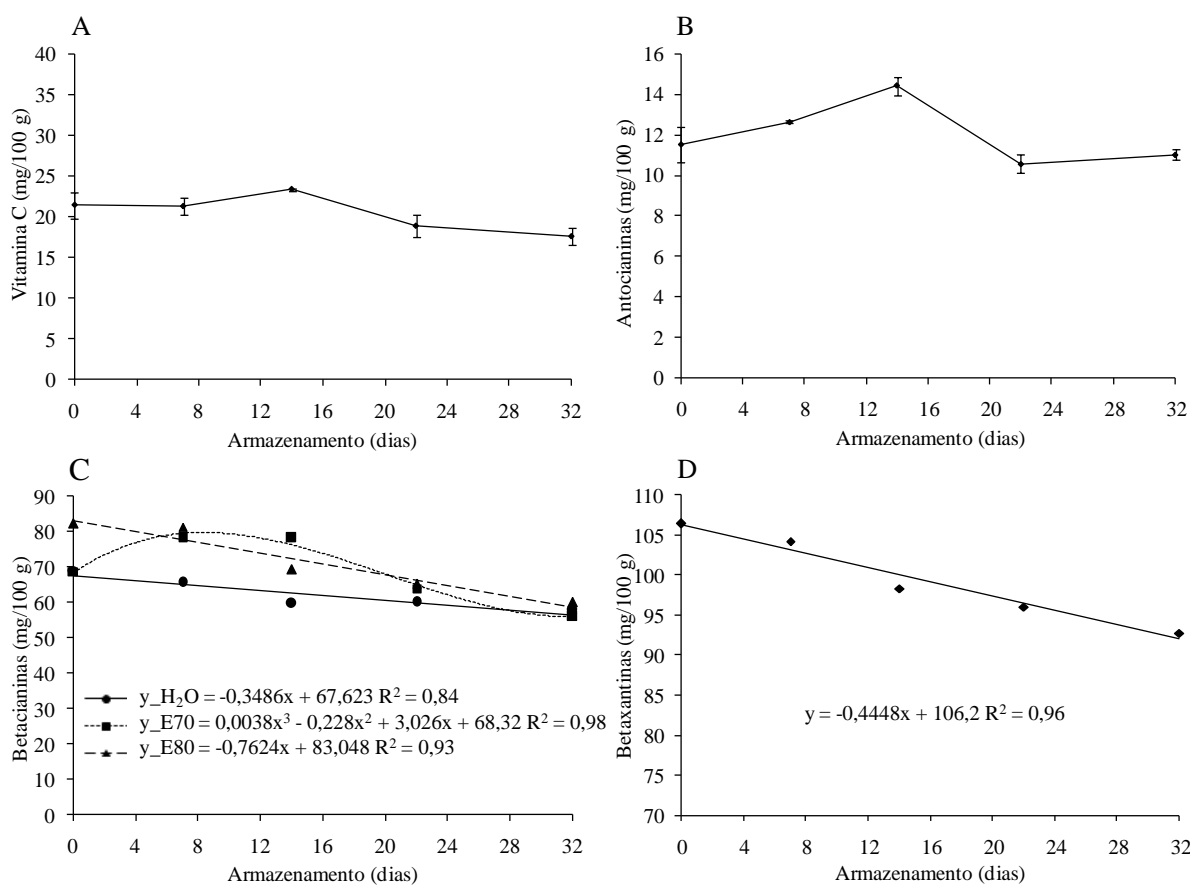 A
Vitamina C (mg/100 g)
40
35
30
25
20
15
10
5
0
0 4 8 12 16 20 24 28 32
Armazenamento (dias)
B
Antocianinas (mg/100 g)
16
14
12
10
8
6
4
2
0
0 4 8 12 16 20 24 28 32
Armazenamento (dias)
C
Betacianinas (mg/100 g)
90
80
70
60
50
40
30
20
10
0
y_H₂O = -0,3486x + 67,623 R² = 0,84
y_E70 = 0,0038x³ - 0,228x² + 3,026x + 68,32 R² = 0,98
y_E80 = -0,7624x + 83,048 R² = 0,93
0 4 8 12 16 20 24 28 32
Armazenamento (dias)
D
Betaxantinas (mg/100 g)
110
105
100
95
90
85
80
75
70
y = -0,4448x + 106,2 R² = 0,96
0 4 8 12 16 20 24 28 32
Armazenamento (dias)